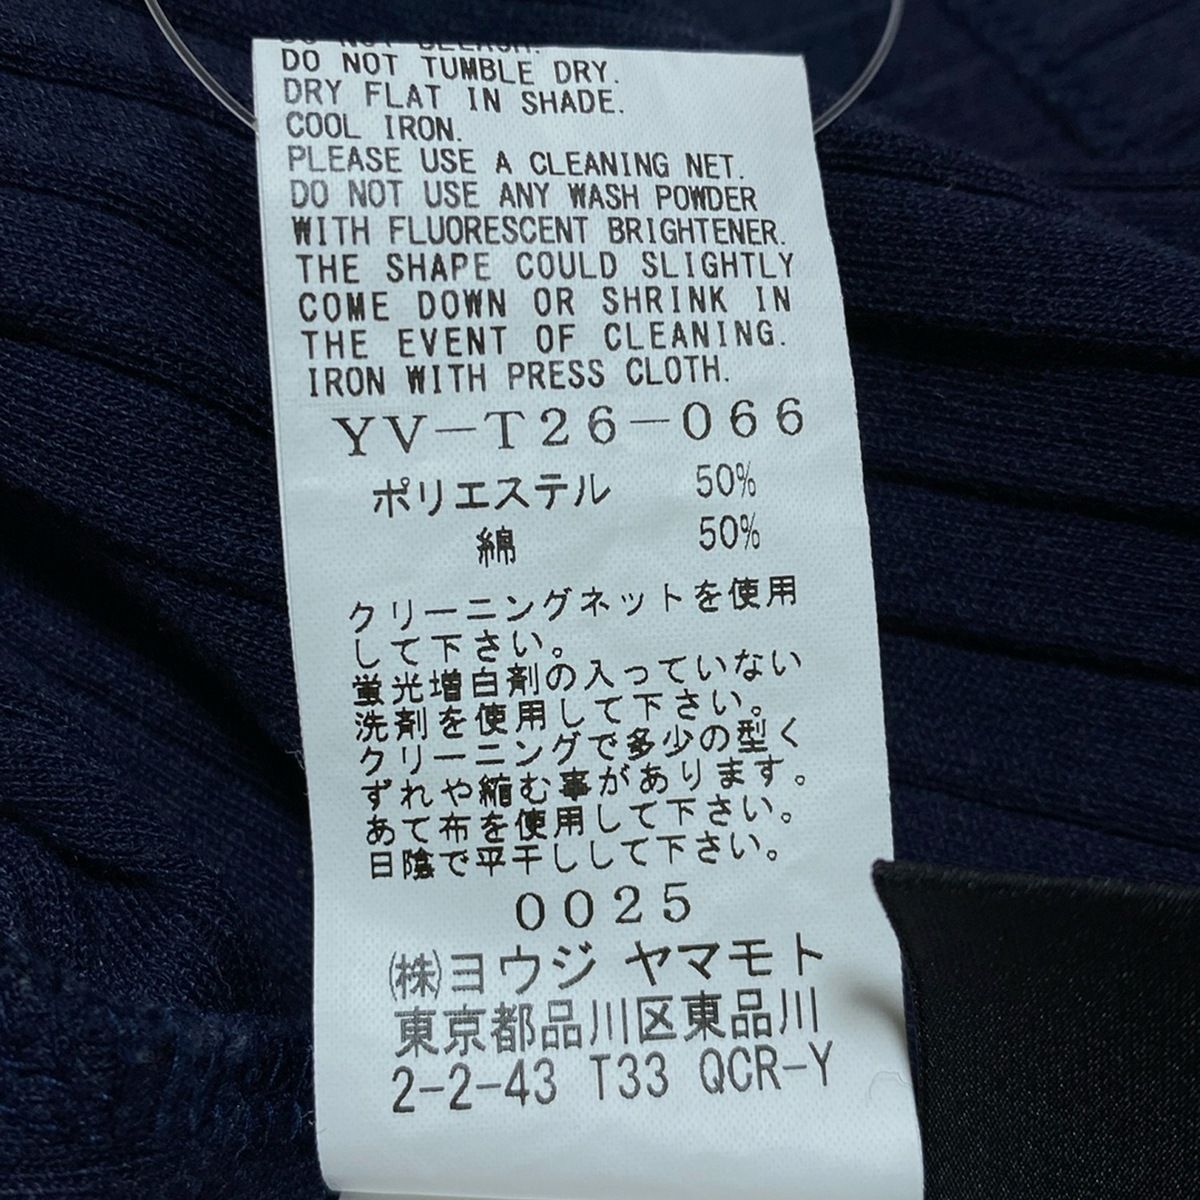 DO NOT BLEACH.
DO NOT TUMBLE DRY.
DRY FLAT IN SHADE.
COOL IRON.
PLEASE USE A CLEANING NET.
DO NOT USE ANY WASH POWDER
WITH FLUORESCENT BRIGHTENER.
THE SHAPE COULD SLIGHTLY
COME DOWN OR SHRINK IN
THE EVENT OF CLEANING.
IRON WITH PRESS CLOTH.
YV-T26-066
ポリエステル 50%
綿 50%
クリーニングネットを使用
して下さい。
蛍光増白剤の入っていない
洗剤を使用して下さい。
クリーニングで多少の型く
ずれや縮む事があります。
あて布を使用して下さい。
日陰で平干しして下さい。
0025
(株)ヨウジ ヤマモト
東京都品川区東品川
2-2-43 T33 QCR-Y